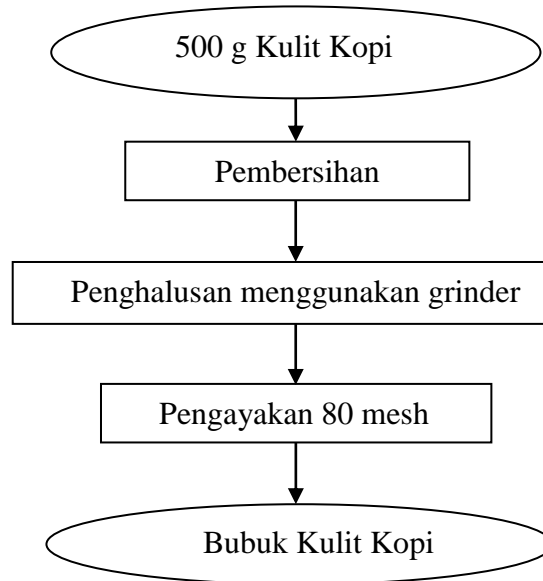 500 g Kulit Kopi
Pembersihan
Penghalusan menggunakan grinder
Pengayakan 80 mesh
Bubuk Kulit Kopi